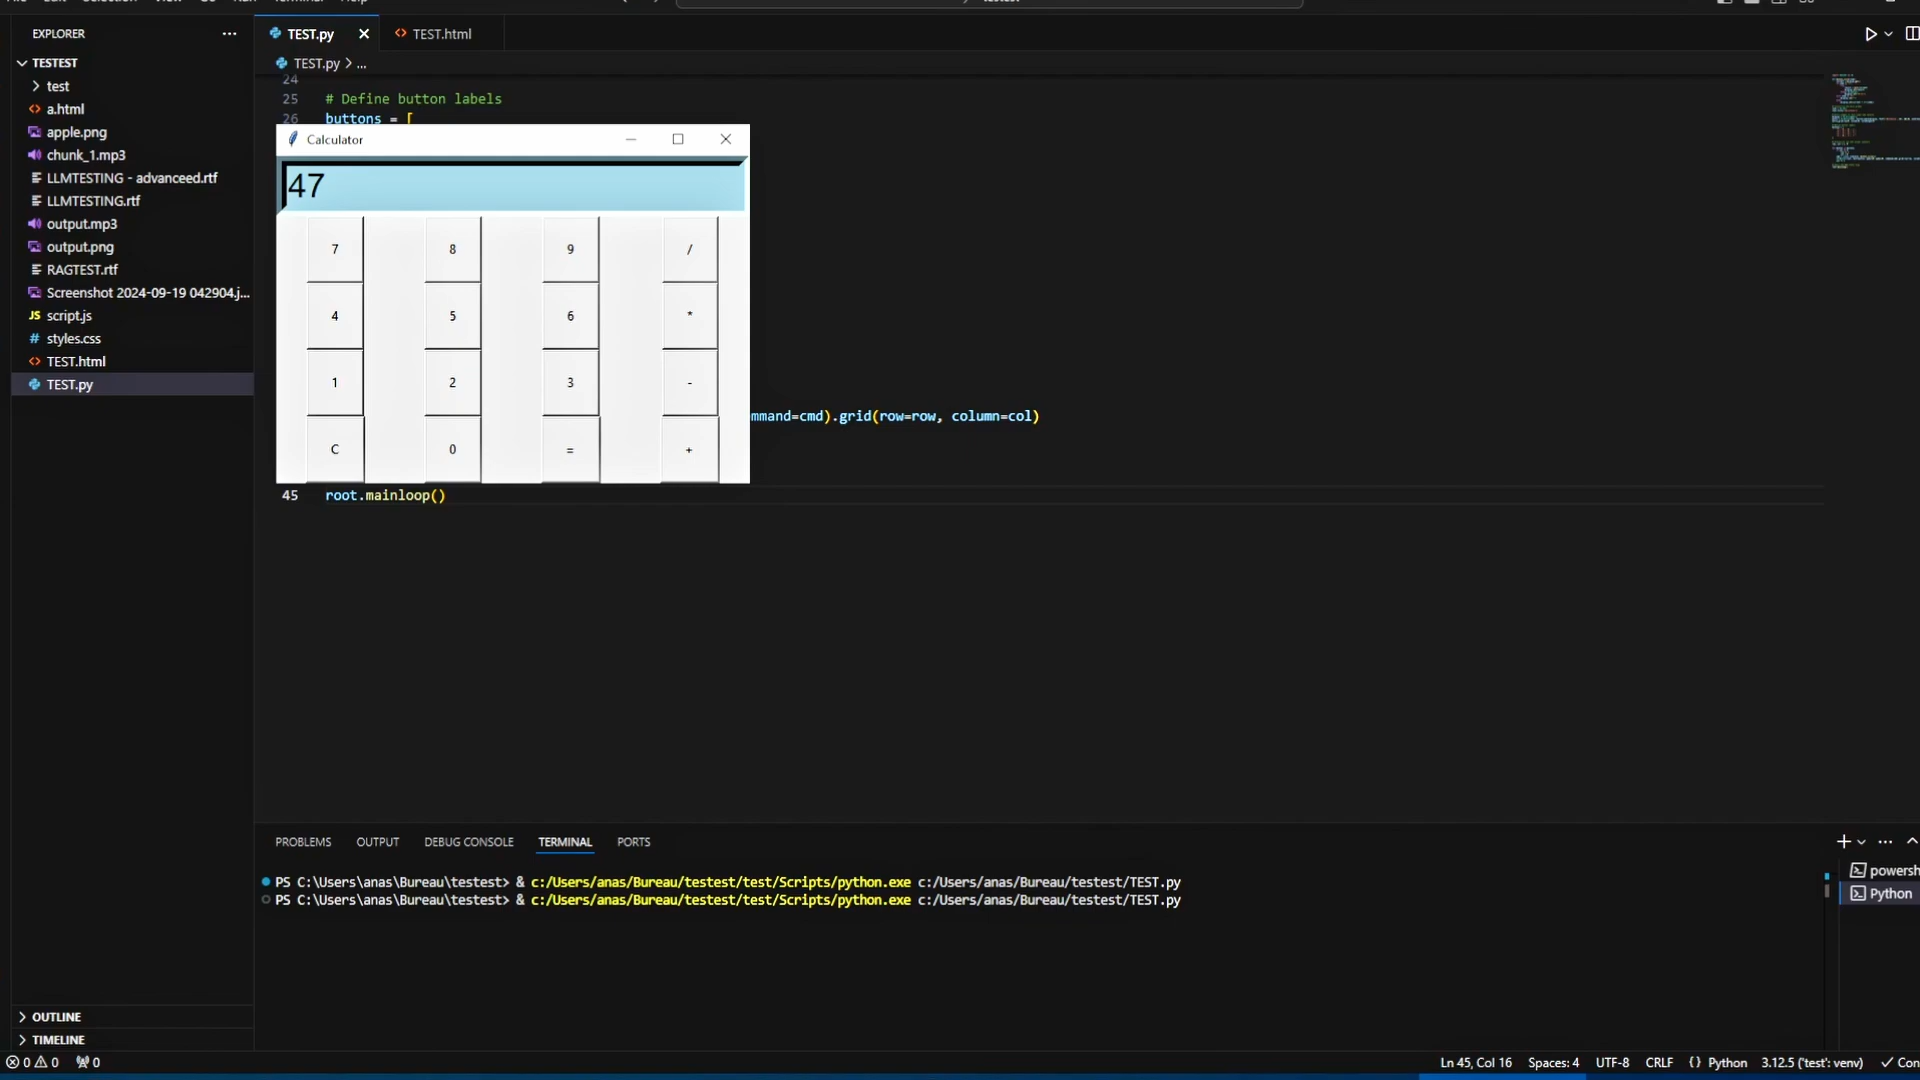 EXPLORER
TEST.py
TEST.html
TESTEST
TEST.py > ...
test
a.html
apple.png
chunk_1.mp3
LLMTESTING - advanceed.rtf
LLMTESTING.rtf
output.mp3
output.png
RAGTEST.rtf
Screenshot 2024-09-19 042904.j...
script.js
styles.css
TEST.html
TEST.py
24
25 # Define button labels
26 buttons = [
Calculator
47
7 8 9 /
4 5 6 *
1 2 3 -
C 0 = +
mmand=cmd).grid(row=row, column=col)
45 root.mainloop()
PROBLEMS OUTPUT DEBUG CONSOLE TERMINAL PORTS
PS C:\Users\anas\Bureau\testest> & c:/Users/anas/Bureau/testest/test/Scripts/python.exe c:/Users/anas/Bureau/testest/TEST.py
PS C:\Users\anas\Bureau\testest> & c:/Users/anas/Bureau/testest/test/Scripts/python.exe c:/Users/anas/Bureau/testest/TEST.py
powersh
Python
OUTLINE
TIMELINE
0 0 0
Ln 45, Col 16 Spaces: 4 UTF-8 CRLF {} Python 3.12.5 ('test': venv) Con